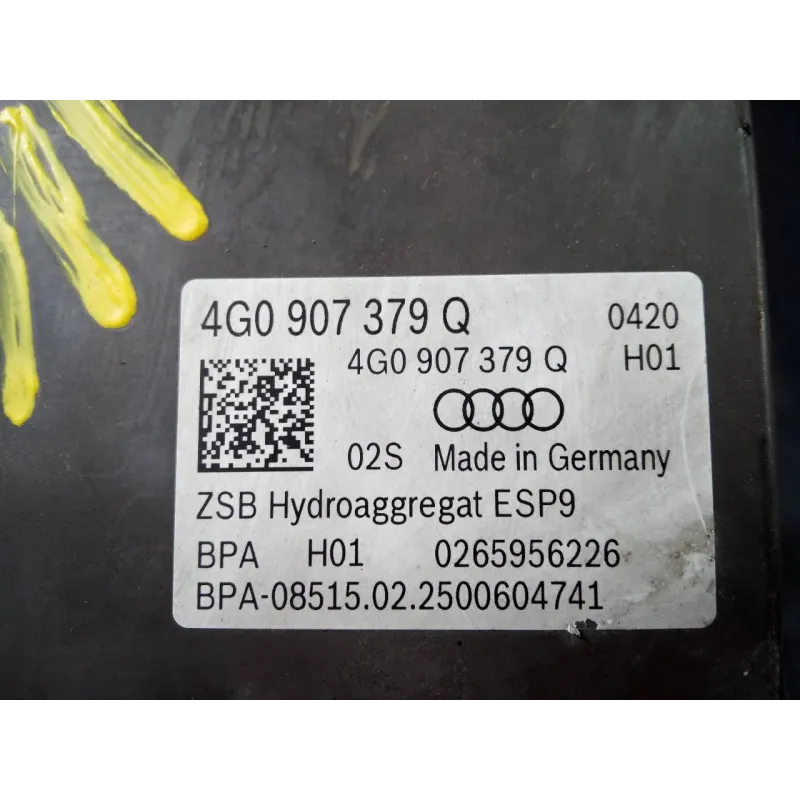 4G0 907 379 Q 0420
4G0 907 379 Q H01
02S Made in Germany
ZSB Hydroaggregat ESP9
BPA H01 0265956226
BPA-08515.02.2500604741